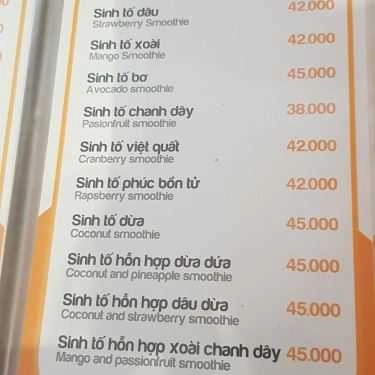 Sinh tố dâu 42.000
Strawberry Smoothie
Sinh tố xoài 42.000
Mango Smoothie
Sinh tố bơ 45.000
Avocado smoothie
Sinh tố chanh dây 38.000
Pasionfruit smoothie
Sinh tố việt quất 42.000
Cranberry smoothie
Sinh tố phúc bồn tử 42.000
Rapsberry smoothie
Sinh tố dừa 45.000
Coconut smoothie
Sinh tố hỗn hợp dừa dứa 45.000
Coconut and pineapple smoothie
Sinh tố hỗn hợp dâu dừa 45.000
Coconut and strawberry smoothie
Sinh tố hỗn hợp xoài chanh dây 45.000
Mango and passionfruit smoothie